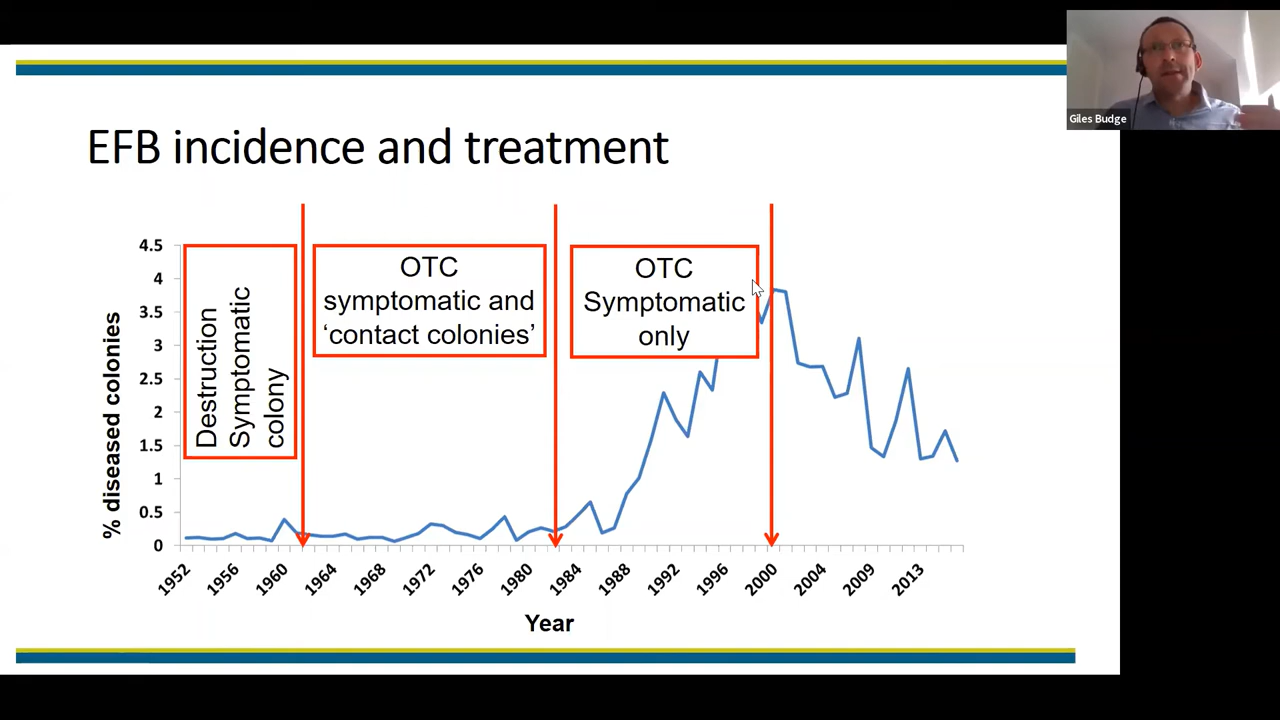 Giles Budge
EFB incidence and treatment
Destruction
Symptomatic
colony
OTC
symptomatic and
‘contact colonies’
OTC
Symptomatic
only
% diseased colonies
4.5
4
3.5
3
2.5
2
1.5
1
0.5
0
1952
1956
1960
1964
1968
1972
1976
1980
1984
1988
1992
1996
2000
2004
2009
2013
Year